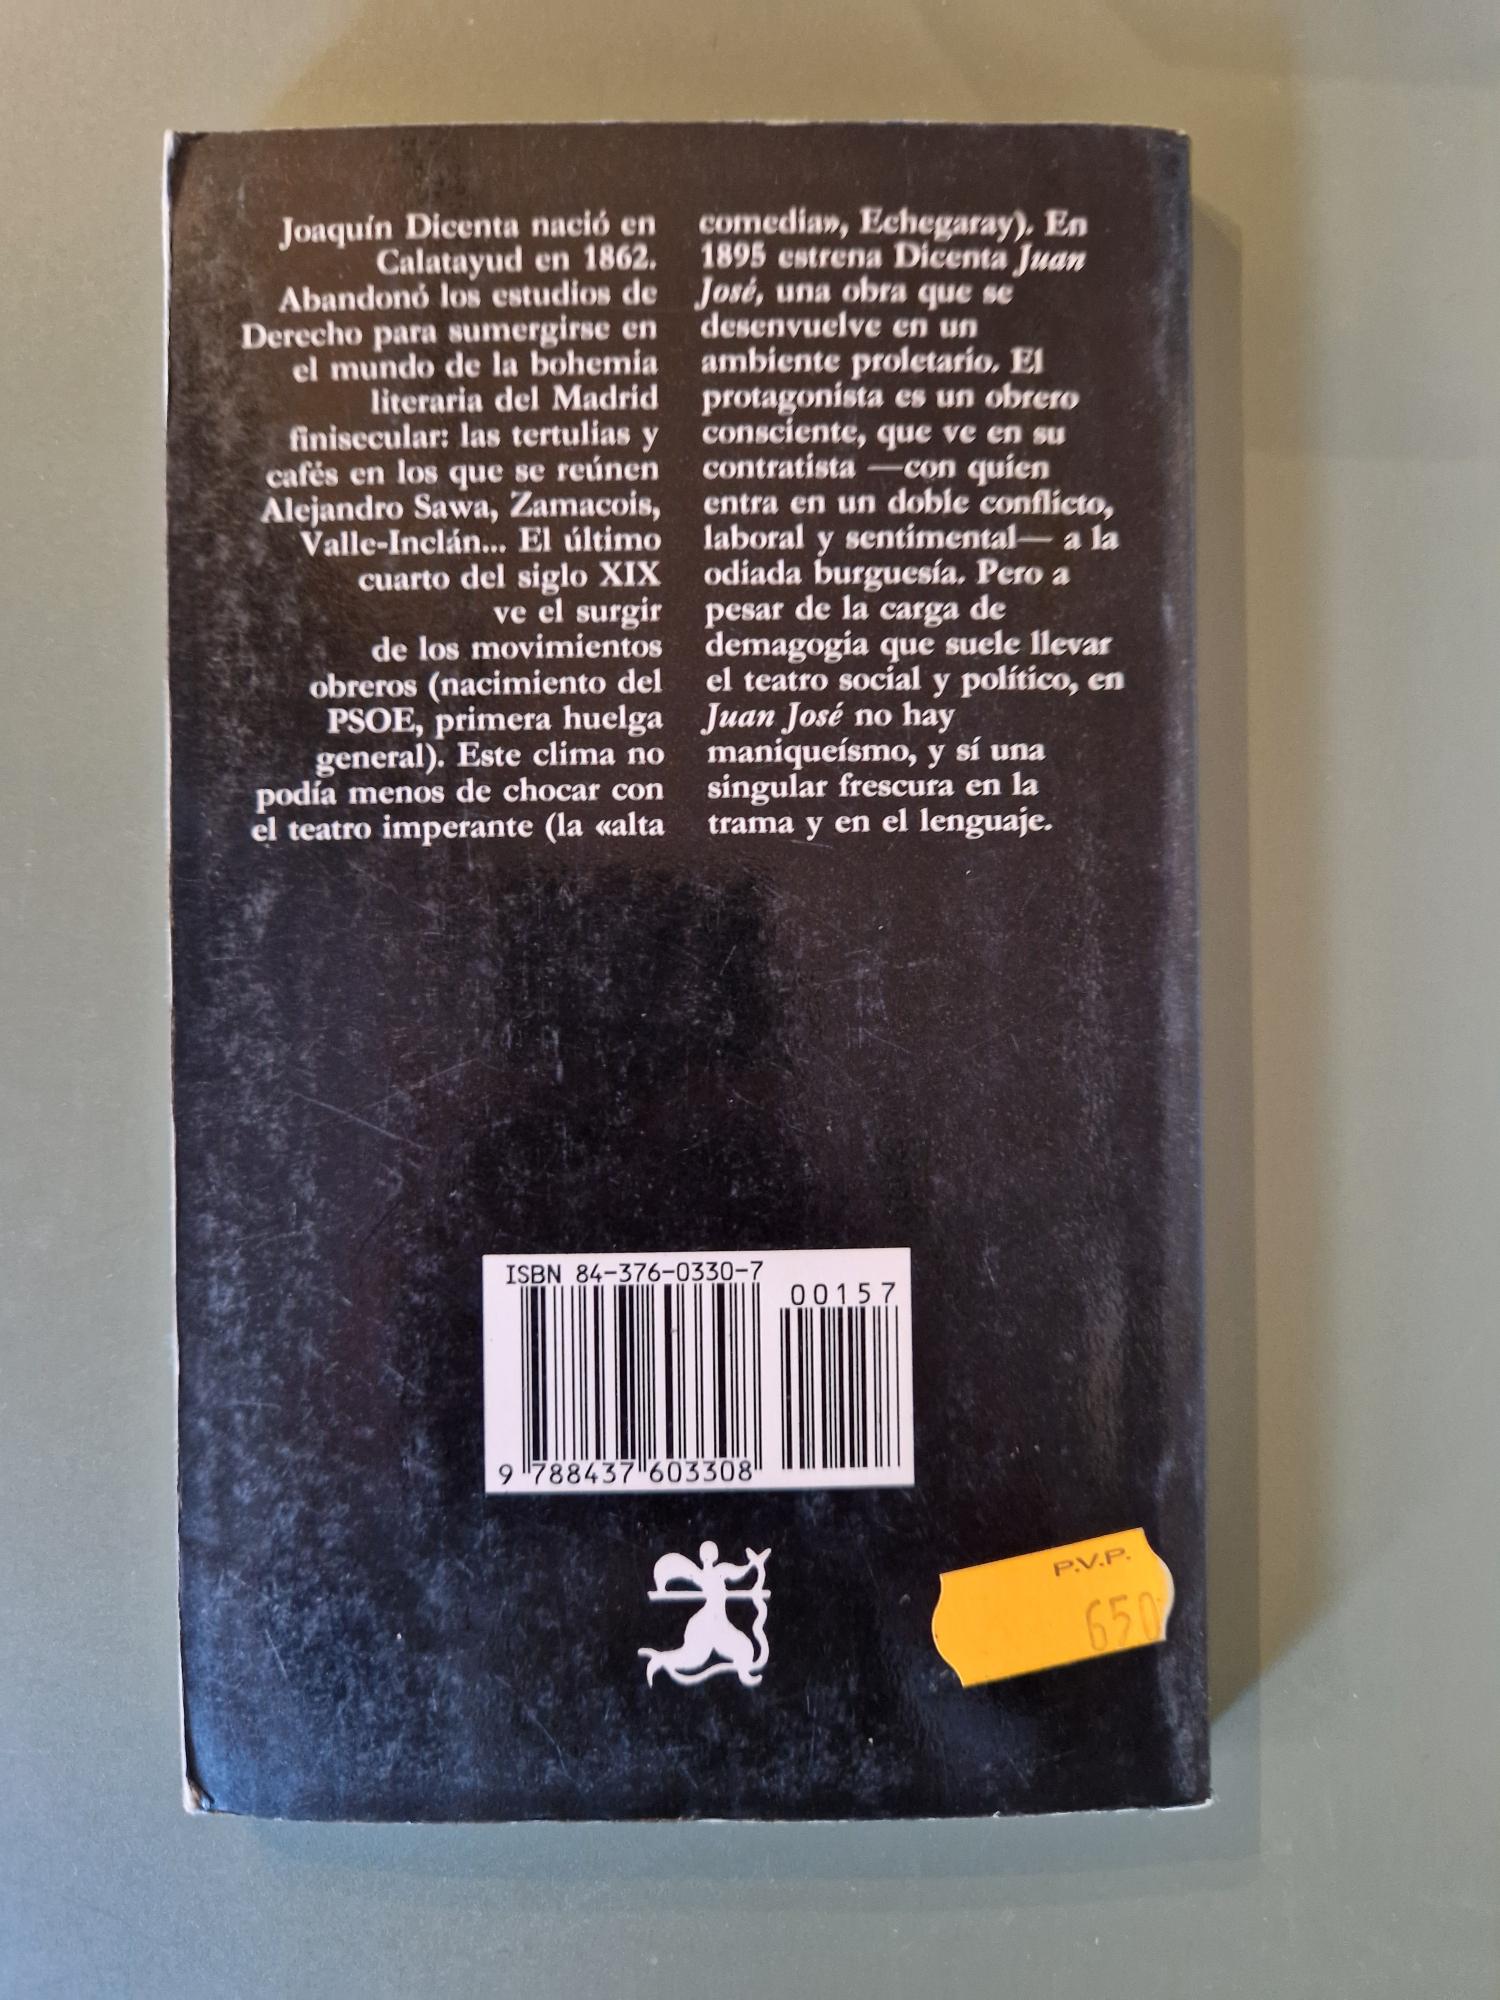 Joaquín Dicenta nació en
Calatayud en 1862.
Abandonó los estudios de
Derecho para sumergirse en
el mundo de la bohemia
literaria del Madrid
finisecular: las tertulias y
cafés en los que se reúnen
Alejandro Sawa, Zamacois,
Valle-Inclán... El último
cuarto del siglo XIX
ve el surgir
de los movimientos
obreros (nacimiento del
PSOE, primera huelga
general). Este clima no
podía menos de chocar con
el teatro imperante (la «alta
comedia», Echegaray). En
1895 estrena Dicenta Juan
José, una obra que se
desenvuelve en un
ambiente proletario. El
protagonista es un obrero
consciente, que ve en su
contratista —con quien
entra en un doble conflicto,
laboral y sentimental— a la
odiada burguesía. Pero a
pesar de la carga de
demagogia que suele llevar
el teatro social y político, en
Juan José no hay
maniqueísmo, y sí una
singular frescura en la
trama y en el lenguaje.
ISBN 84-376-0330-7
00157
9 788437 603308
P.V.P.
650